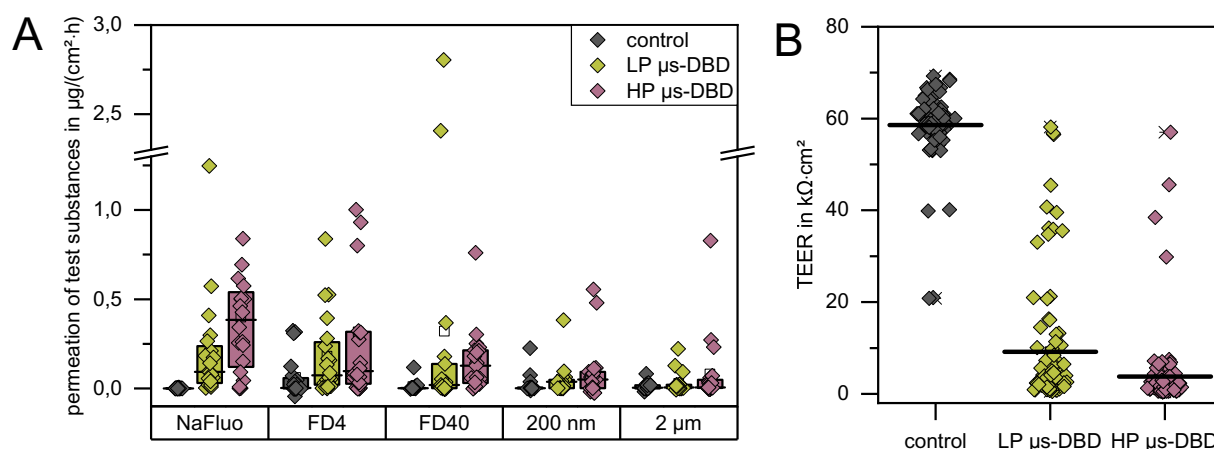 A
permeation of test substances in µg/(cm²·h)
3,0
2,5
1,0
0,5
0,0
control
LP µs-DBD
HP µs-DBD
NaFluo FD4 FD40 200 nm 2 µm
B
TEER in kΩ·cm²
80
60
40
20
0
control LP µs-DBD HP µs-DBD